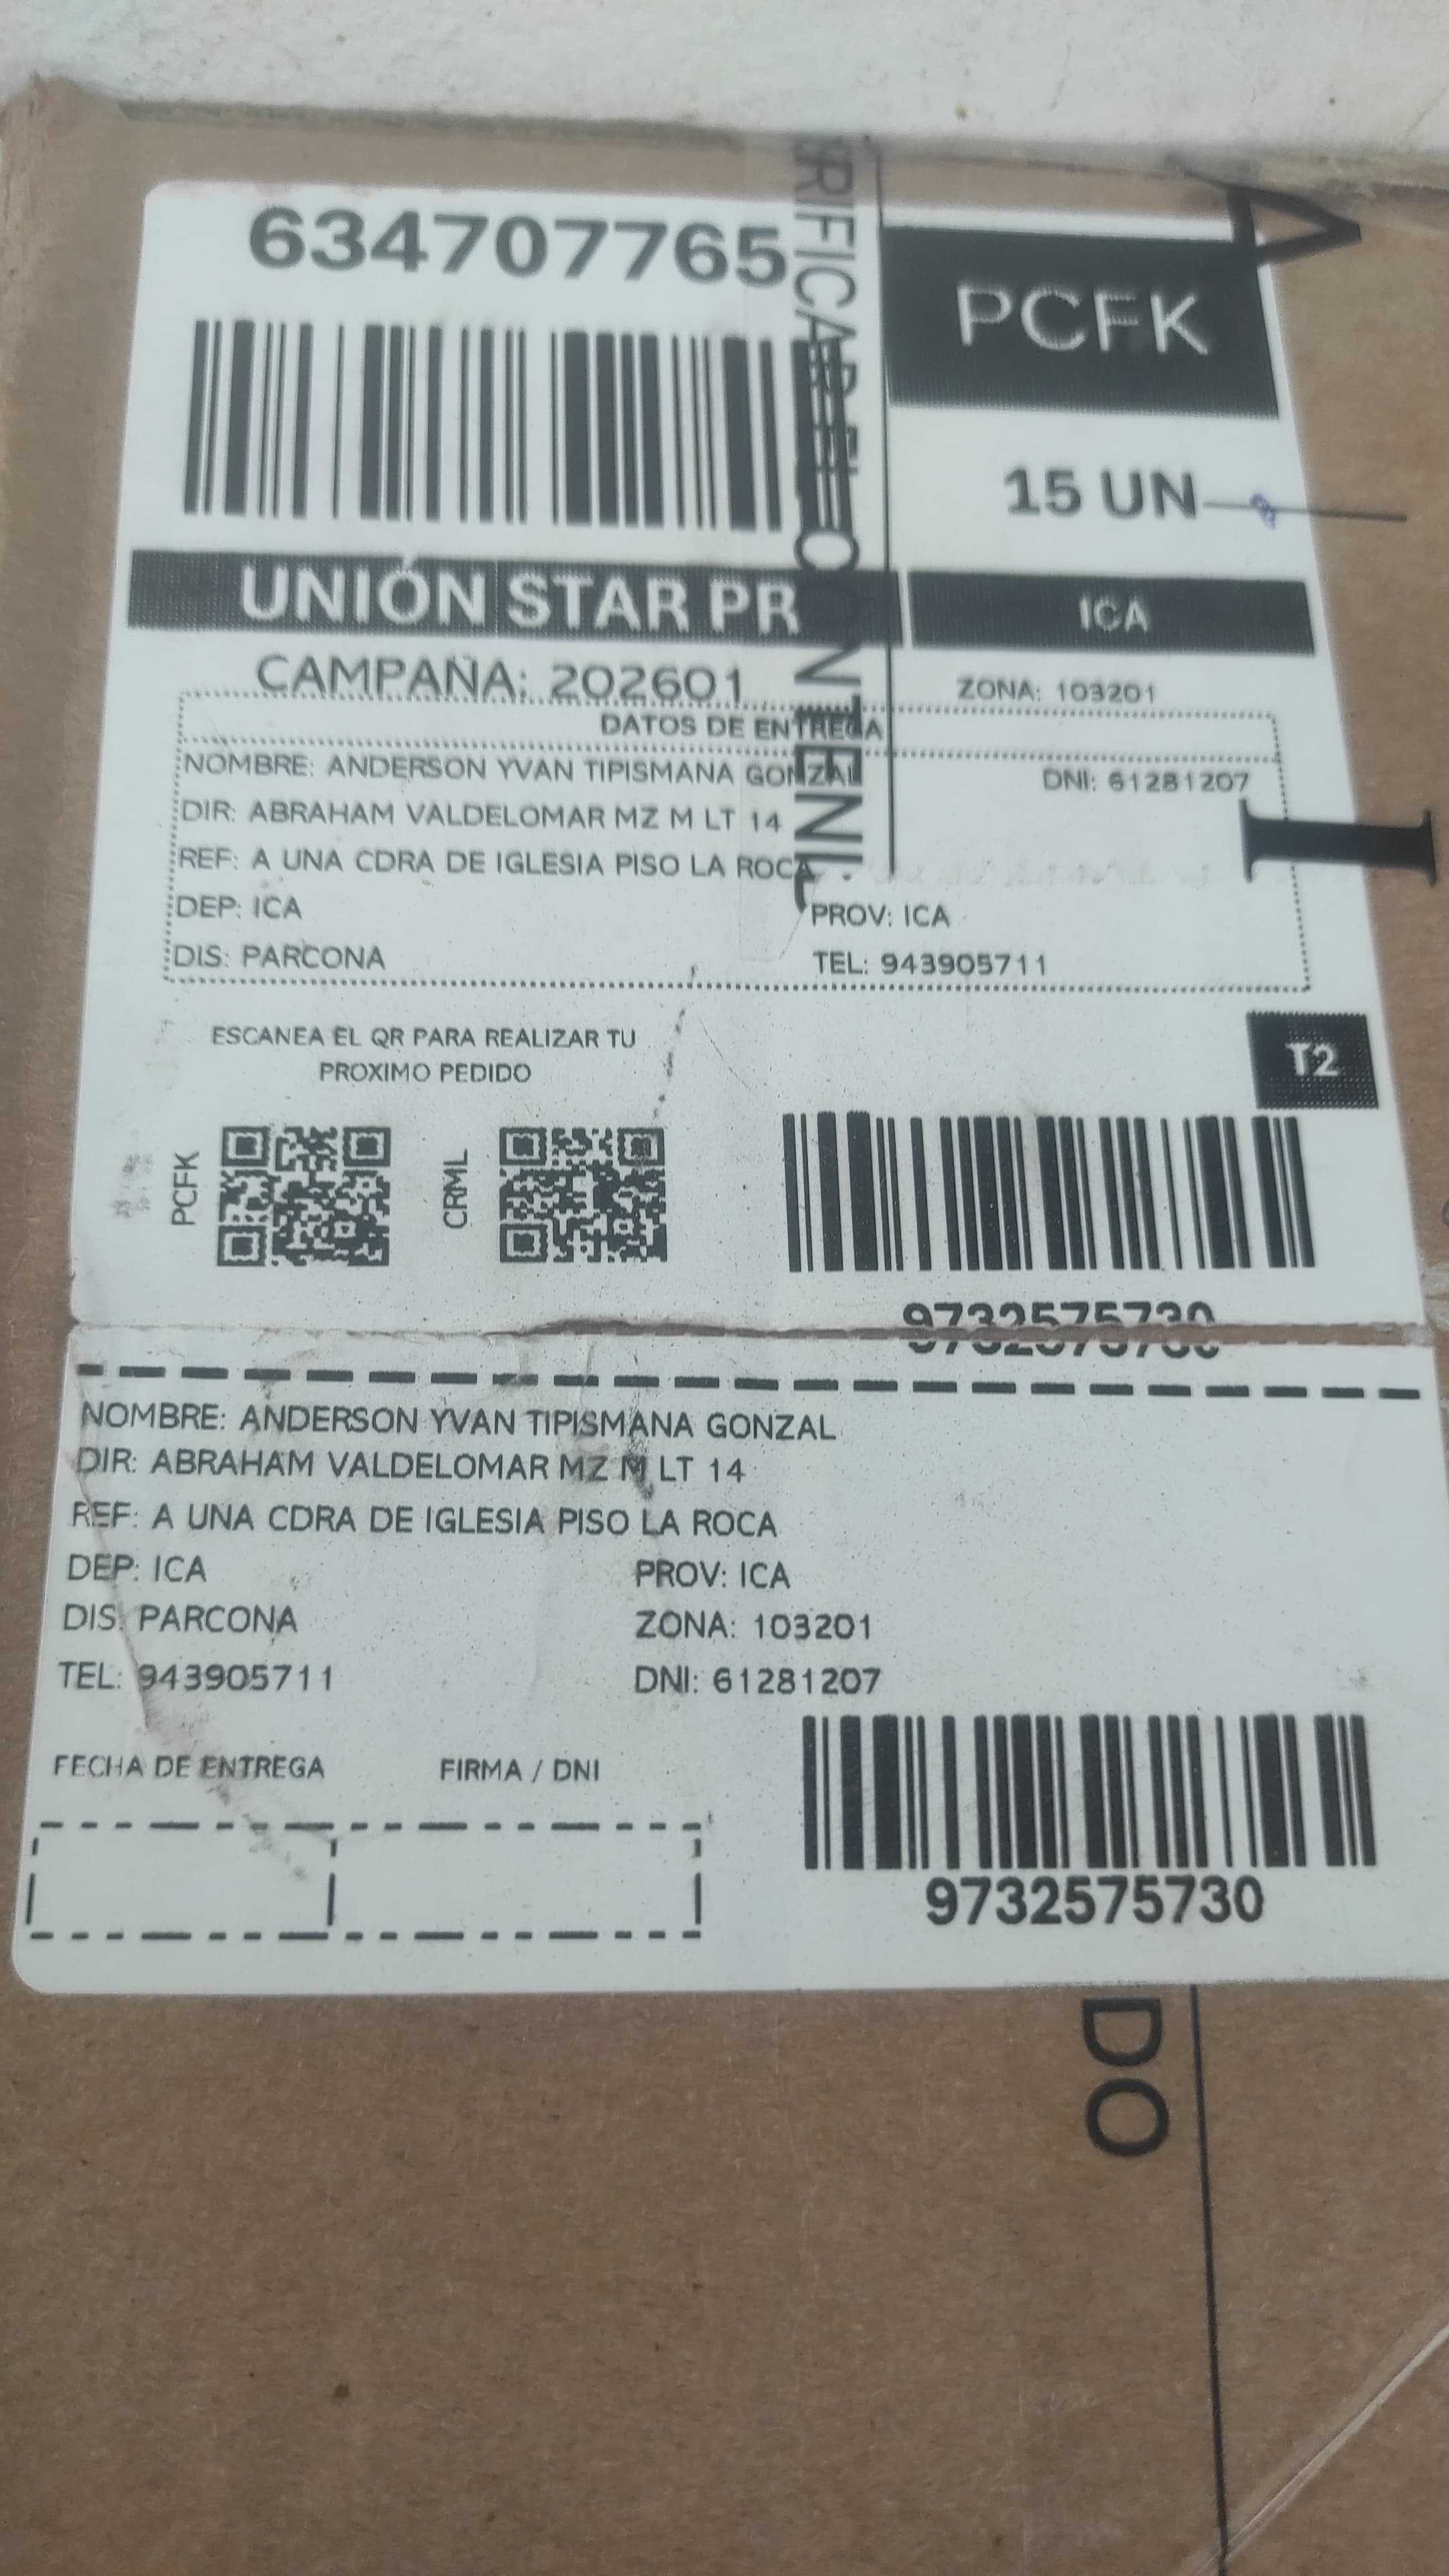 634707765
PCFK
15 UN
UNIÓN STAR PR
ICA
CAMPAÑA: 202601
ZONA: 103201
DATOS DE ENTREGA
NOMBRE: ANDERSON YVAN TIPISMANA GONZAL
DNI: 61281207
DIR: ABRAHAM VALDELOMAR MZ M LT 14
REF: A UNA CDRA DE IGLESIA PISO LA ROCA
DEP: ICA
PROV: ICA
DIS: PARCONA
TEL: 943905711
ESCANEA EL QR PARA REALIZAR TU
PROXIMO PEDIDO
T2
PCFK
CRML
9732575730
NOMBRE: ANDERSON YVAN TIPISMANA GONZAL
DIR: ABRAHAM VALDELOMAR MZ M LT 14
REF: A UNA CDRA DE IGLESIA PISO LA ROCA
DEP: ICA
PROV: ICA
DIS: PARCONA
ZONA: 103201
TEL: 943905711
DNI: 61281207
FECHA DE ENTREGA
FIRMA / DNI
9732575730
DO